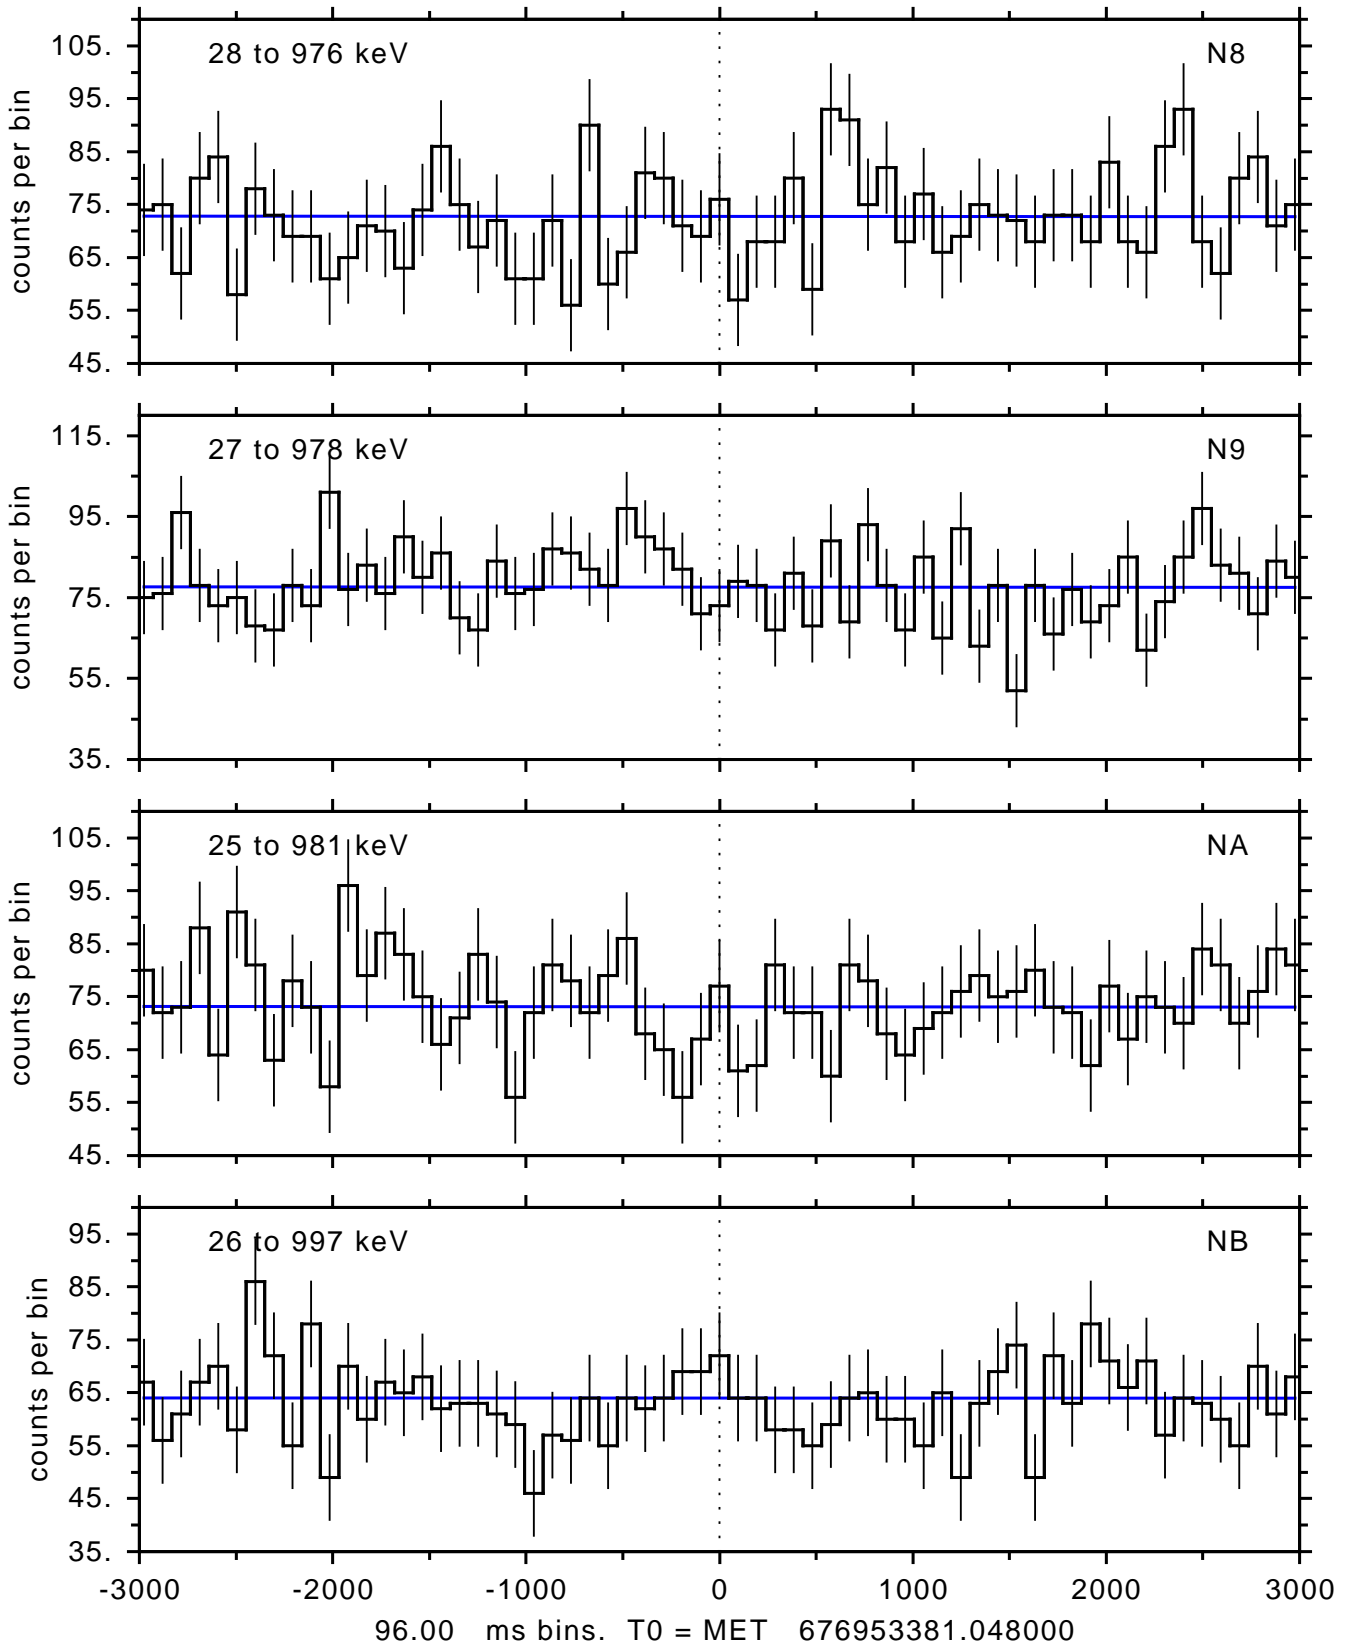 28 to 976 keV N8
105.
95.
85.
75.
65.
55.
45.
counts per bin
27 to 978 keV N9
115.
95.
75.
55.
35.
counts per bin
25 to 981 keV NA
105.
95.
85.
75.
65.
55.
45.
counts per bin
26 to 997 keV NB
95.
85.
75.
65.
55.
45.
35.
counts per bin
-3000 -2000 -1000 0 1000 2000 3000
96.00 ms bins. T0 = MET 676953381.048000